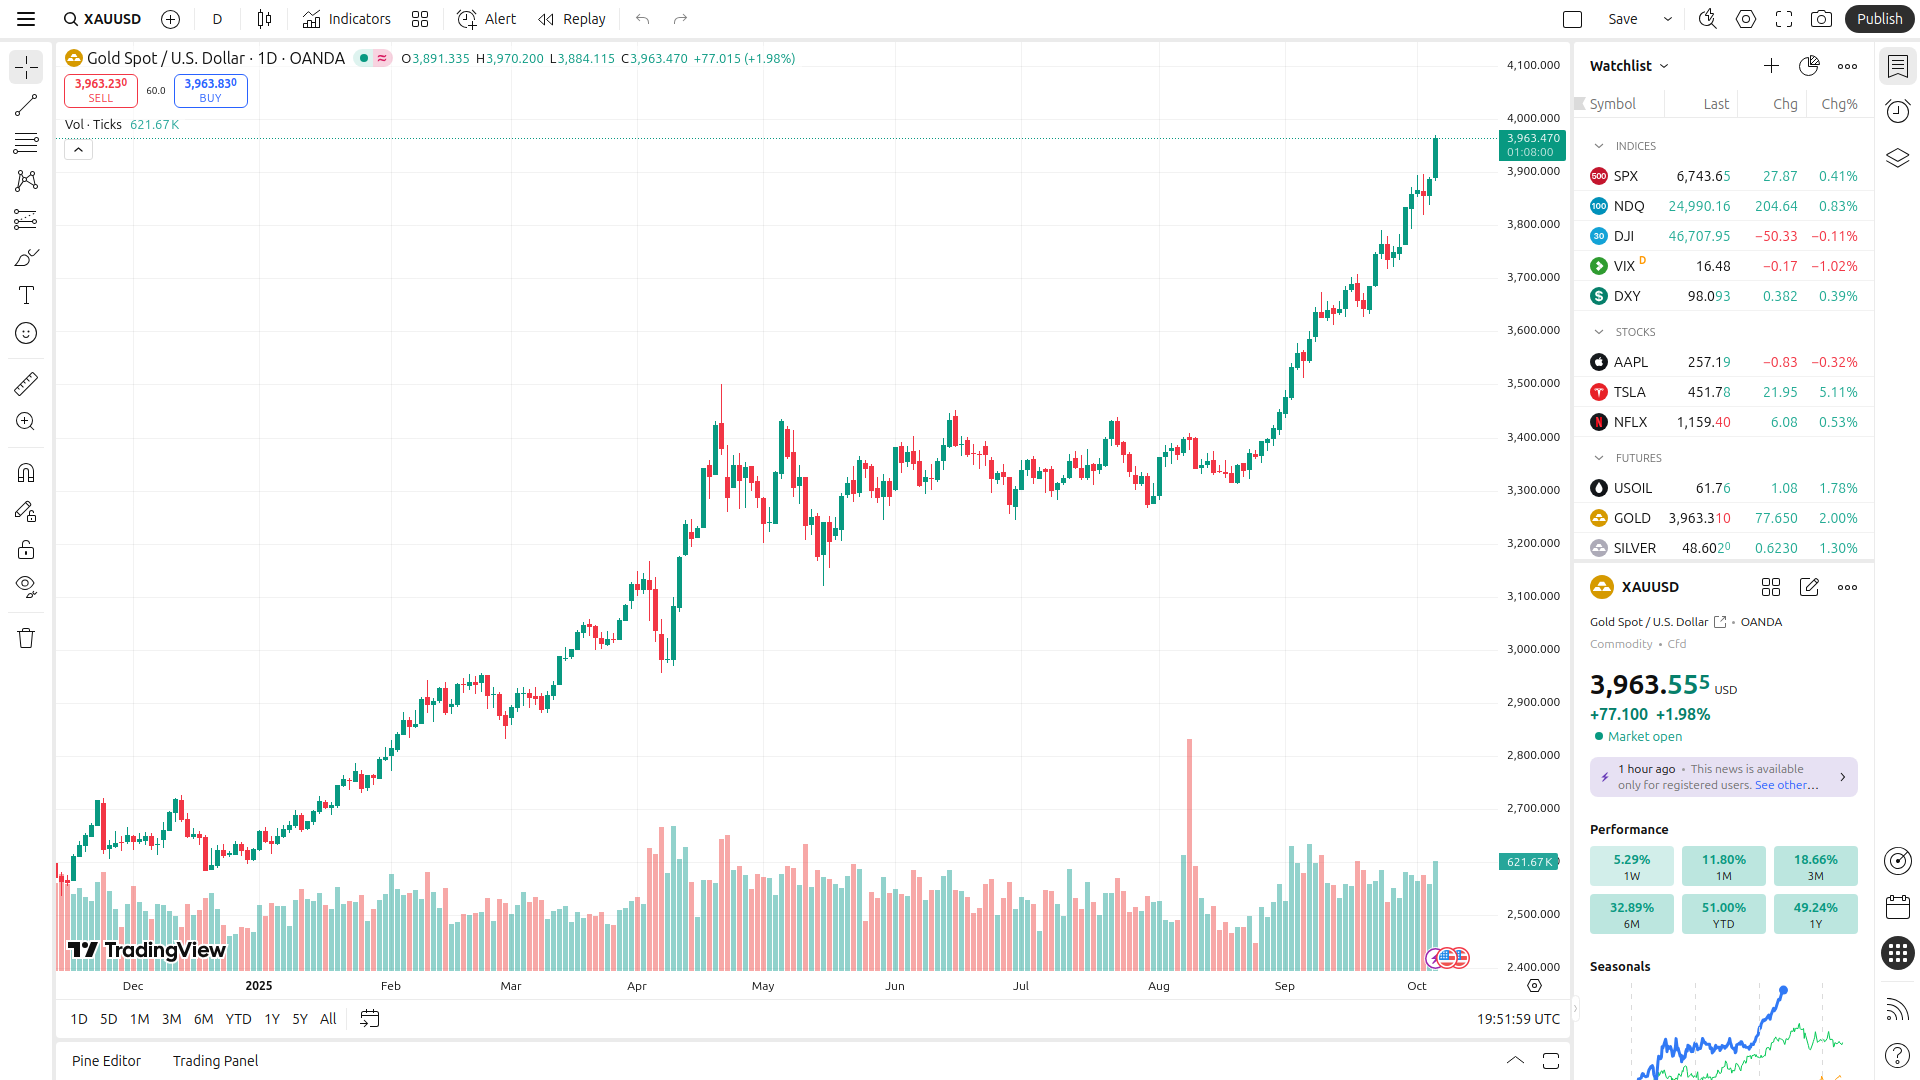 XAUUSD D Indicators Alert Replay Save Publish
Gold Spot / U.S. Dollar · 1D · OANDA O3,891.335 H3,970.200 L3,884.115 C3,963.470 +77.015 (+1.98%)
3,963.230 SELL 60.0 3,963.830 BUY
Vol · Ticks 621.67 K
4,100.000
4,000.000
3,963.470
01:08:00
3,900.000
3,800.000
3,700.000
3,600.000
3,500.000
3,400.000
3,300.000
3,200.000
3,100.000
3,000.000
2,900.000
2,800.000
2,700.000
621.67 K
2,500.000
2,400.000
TradingView
Dec 2025 Feb Mar Apr May Jun Jul Aug Sep Oct
1D 5D 1M 3M 6M YTD 1Y 5Y All 19:51:59 UTC
Pine Editor Trading Panel
Watchlist
Symbol Last Chg Chg%
INDICES
500 SPX 6,743.65 27.87 0.41%
100 NDQ 24,990.16 204.64 0.83%
30 DJI 46,707.95 −50.33 −0.11%
VIX D 16.48 −0.17 −1.02%
$ DXY 98.093 0.382 0.39%
STOCKS
AAPL 257.19 −0.83 −0.32%
TSLA 451.78 21.95 5.11%
N NFLX 1,159.40 6.08 0.53%
FUTURES
USOIL 61.76 1.08 1.78%
GOLD 3,963.310 77.650 2.00%
SILVER 48.6020 0.6230 1.30%
XAUUSD
Gold Spot / U.S. Dollar • OANDA
Commodity • Cfd
3,963.555 USD
+77.100 +1.98%
Market open
1 hour ago • This news is available
only for registered users. See other…
Performance
5.29% 11.80% 18.66%
1W 1M 3M
32.89% 51.00% 49.24%
6M YTD 1Y
Seasonals